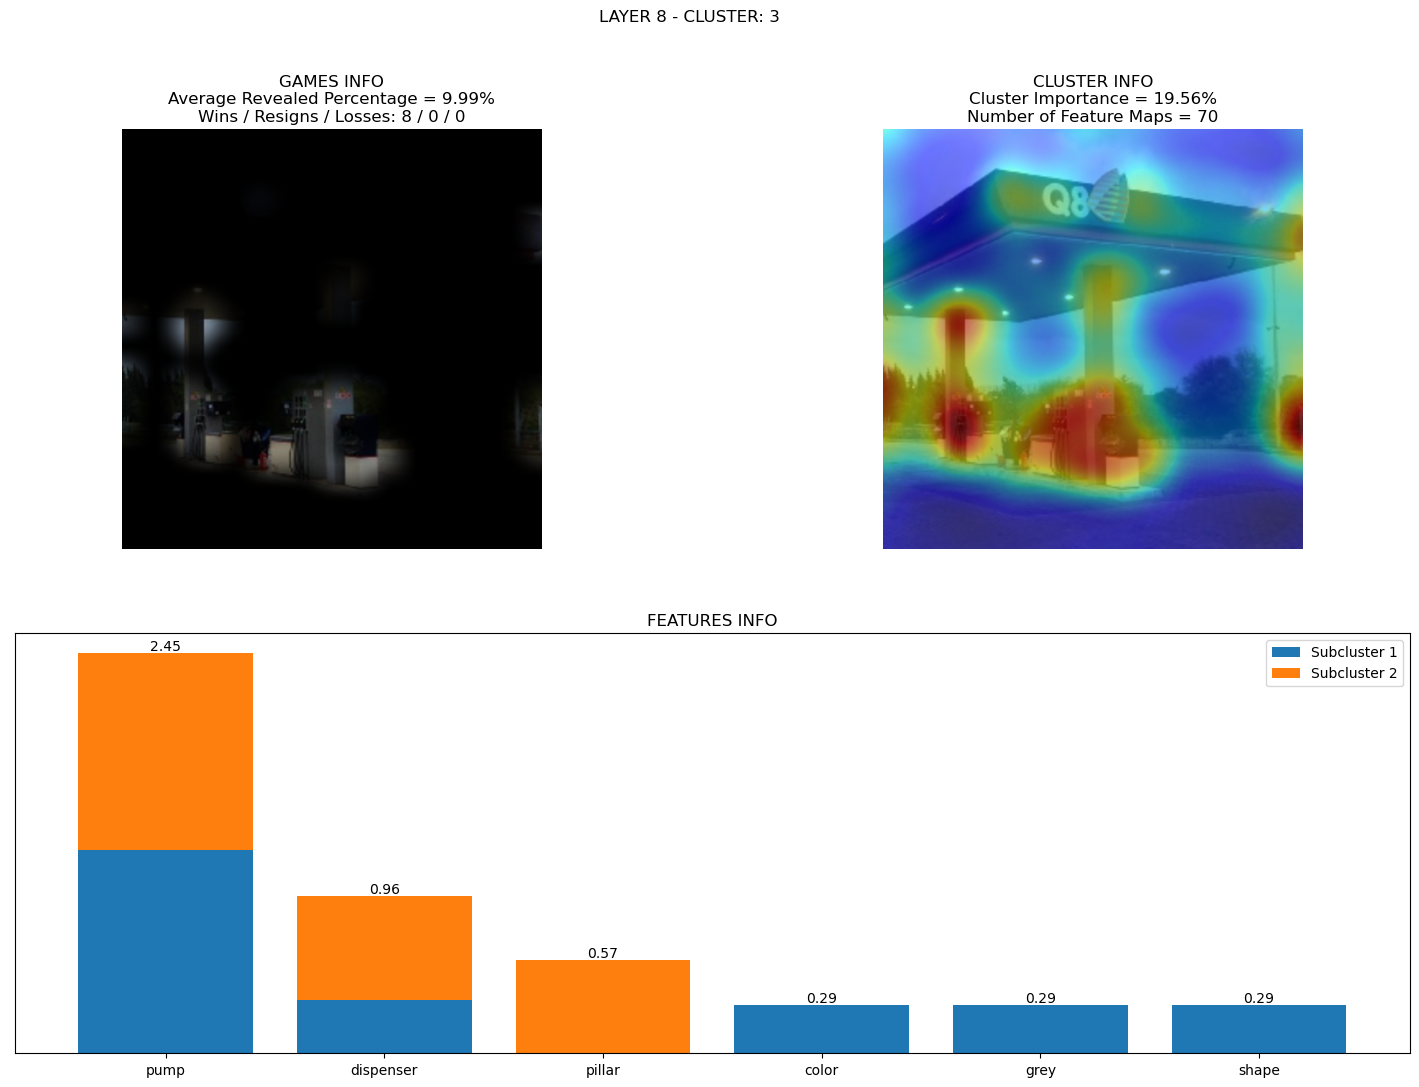 LAYER 8 - CLUSTER: 3
GAMES INFO
Average Revealed Percentage = 9.99%
Wins / Resigns / Losses: 8 / 0 / 0
CLUSTER INFO
Cluster Importance = 19.56%
Number of Feature Maps = 70
Q8
FEATURES INFO
Subcluster 1
Subcluster 2
2.45
0.96
0.57
0.29
0.29
0.29
pump
dispenser
pillar
color
grey
shape